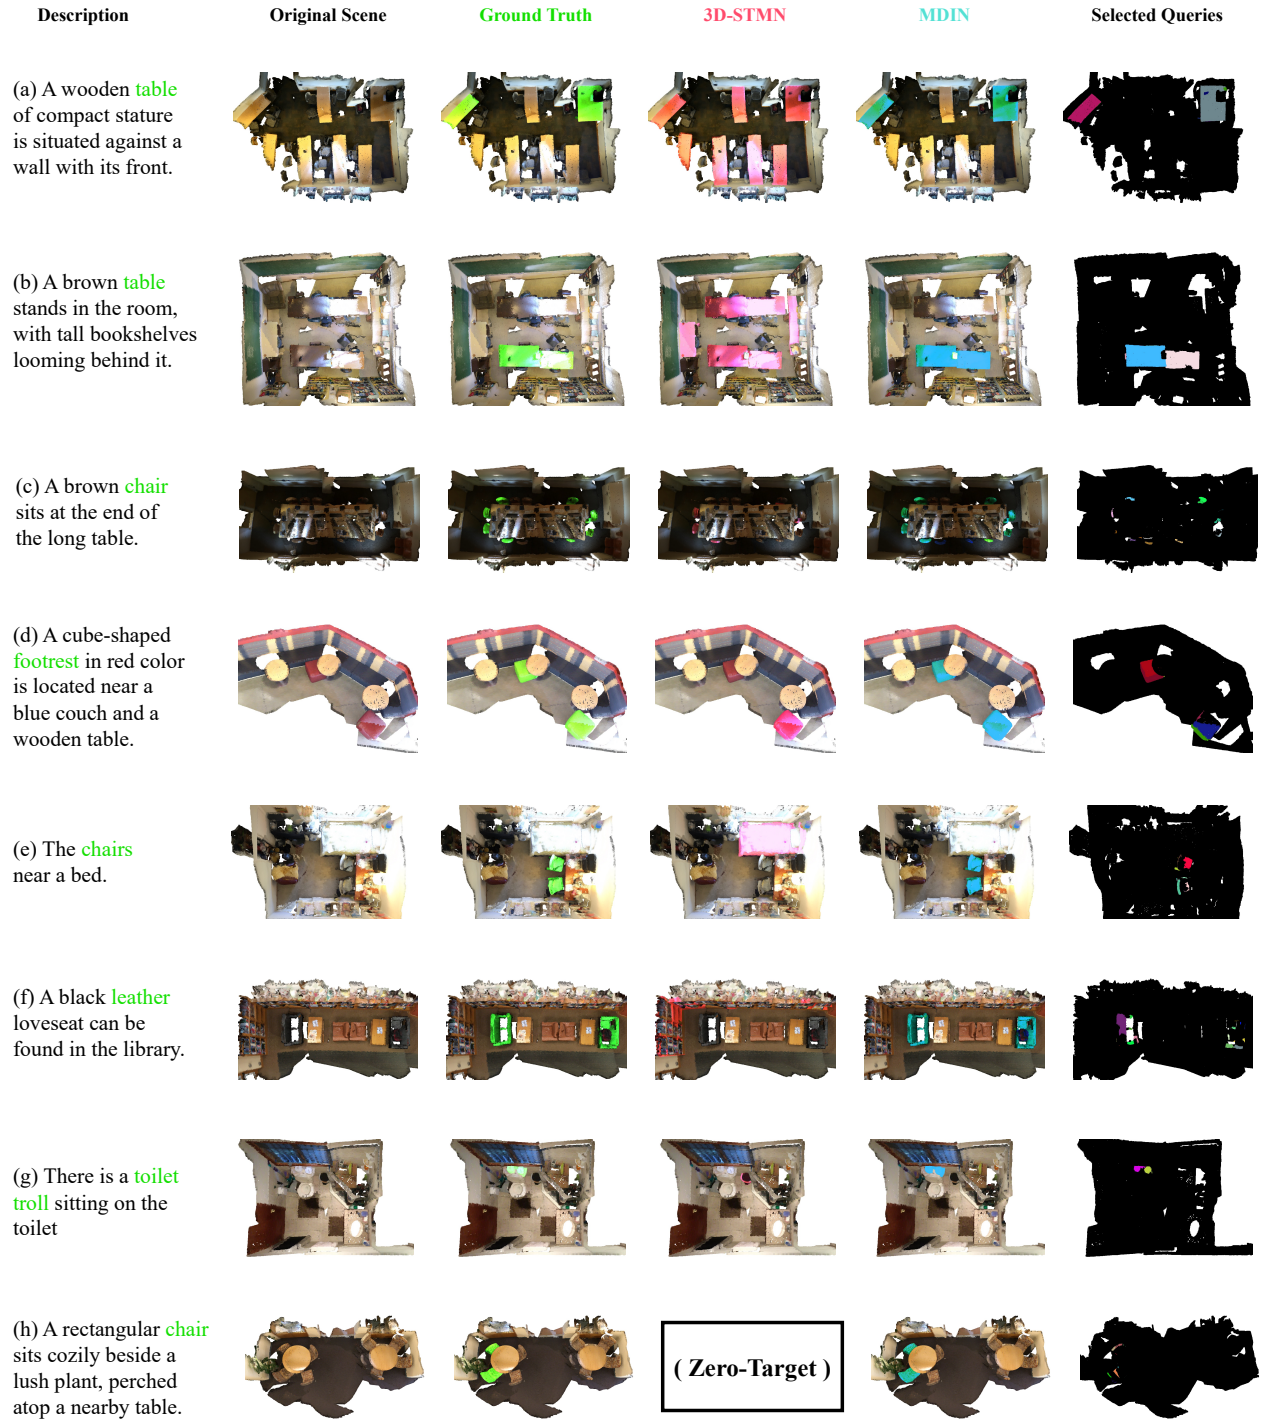 Description Original Scene Ground Truth 3D-STMN MDIN Selected Queries
(a) A wooden table
of compact stature
is situated against a
wall with its front.
(b) A brown table
stands in the room,
with tall bookshelves
looming behind it.
(c) A brown chair
sits at the end of
the long table.
(d) A cube-shaped
footrest in red color
is located near a
blue couch and a
wooden table.
(e) The chairs
near a bed.
(f) A black leather
loveseat can be
found in the library.
(g) There is a toilet
troll sitting on the
toilet
(h) A rectangular chair
sits cozily beside a
lush plant, perched
atop a nearby table.
( Zero-Target )